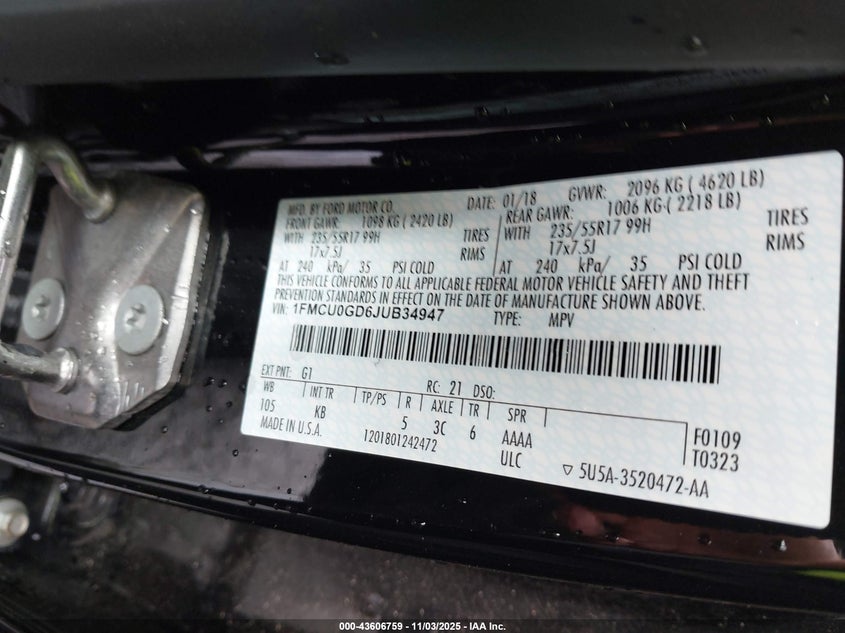 MFD. BY FORD MOTOR CO. DATE: 01/18 GVWR: 2096 KG ( 4620 LB)
FRONT GAWR: 1098 KG ( 2420 LB) REAR GAWR: 1006 KG ( 2218 LB)
WITH 235/55R17 99H TIRES WITH 235/55R17 99H TIRES
17x7.5J RIMS 17x7.5J RIMS
AT 240 kPa/ 35 PSI COLD AT 240 kPa/ 35 PSI COLD
THIS VEHICLE CONFORMS TO ALL APPLICABLE FEDERAL MOTOR VEHICLE SAFETY AND THEFT
PREVENTION STANDARDS IN EFFECT ON THE DATE OF MANUFACTURE SHOWN ABOVE.
VIN: 1FMCU0GD6JUB34947 TYPE: MPV
EXT PNT: G1 RC: 21 DSO:
WB INT TR TP/PS R AXLE TR SPR
105 KB 5 3C 6 AAAA F0109
MADE IN U.S.A. 1201801242472 ULC T0323
▽ 5U5A-3520472-AA
000-43606759 - 11/03/2025 - IAA Inc.